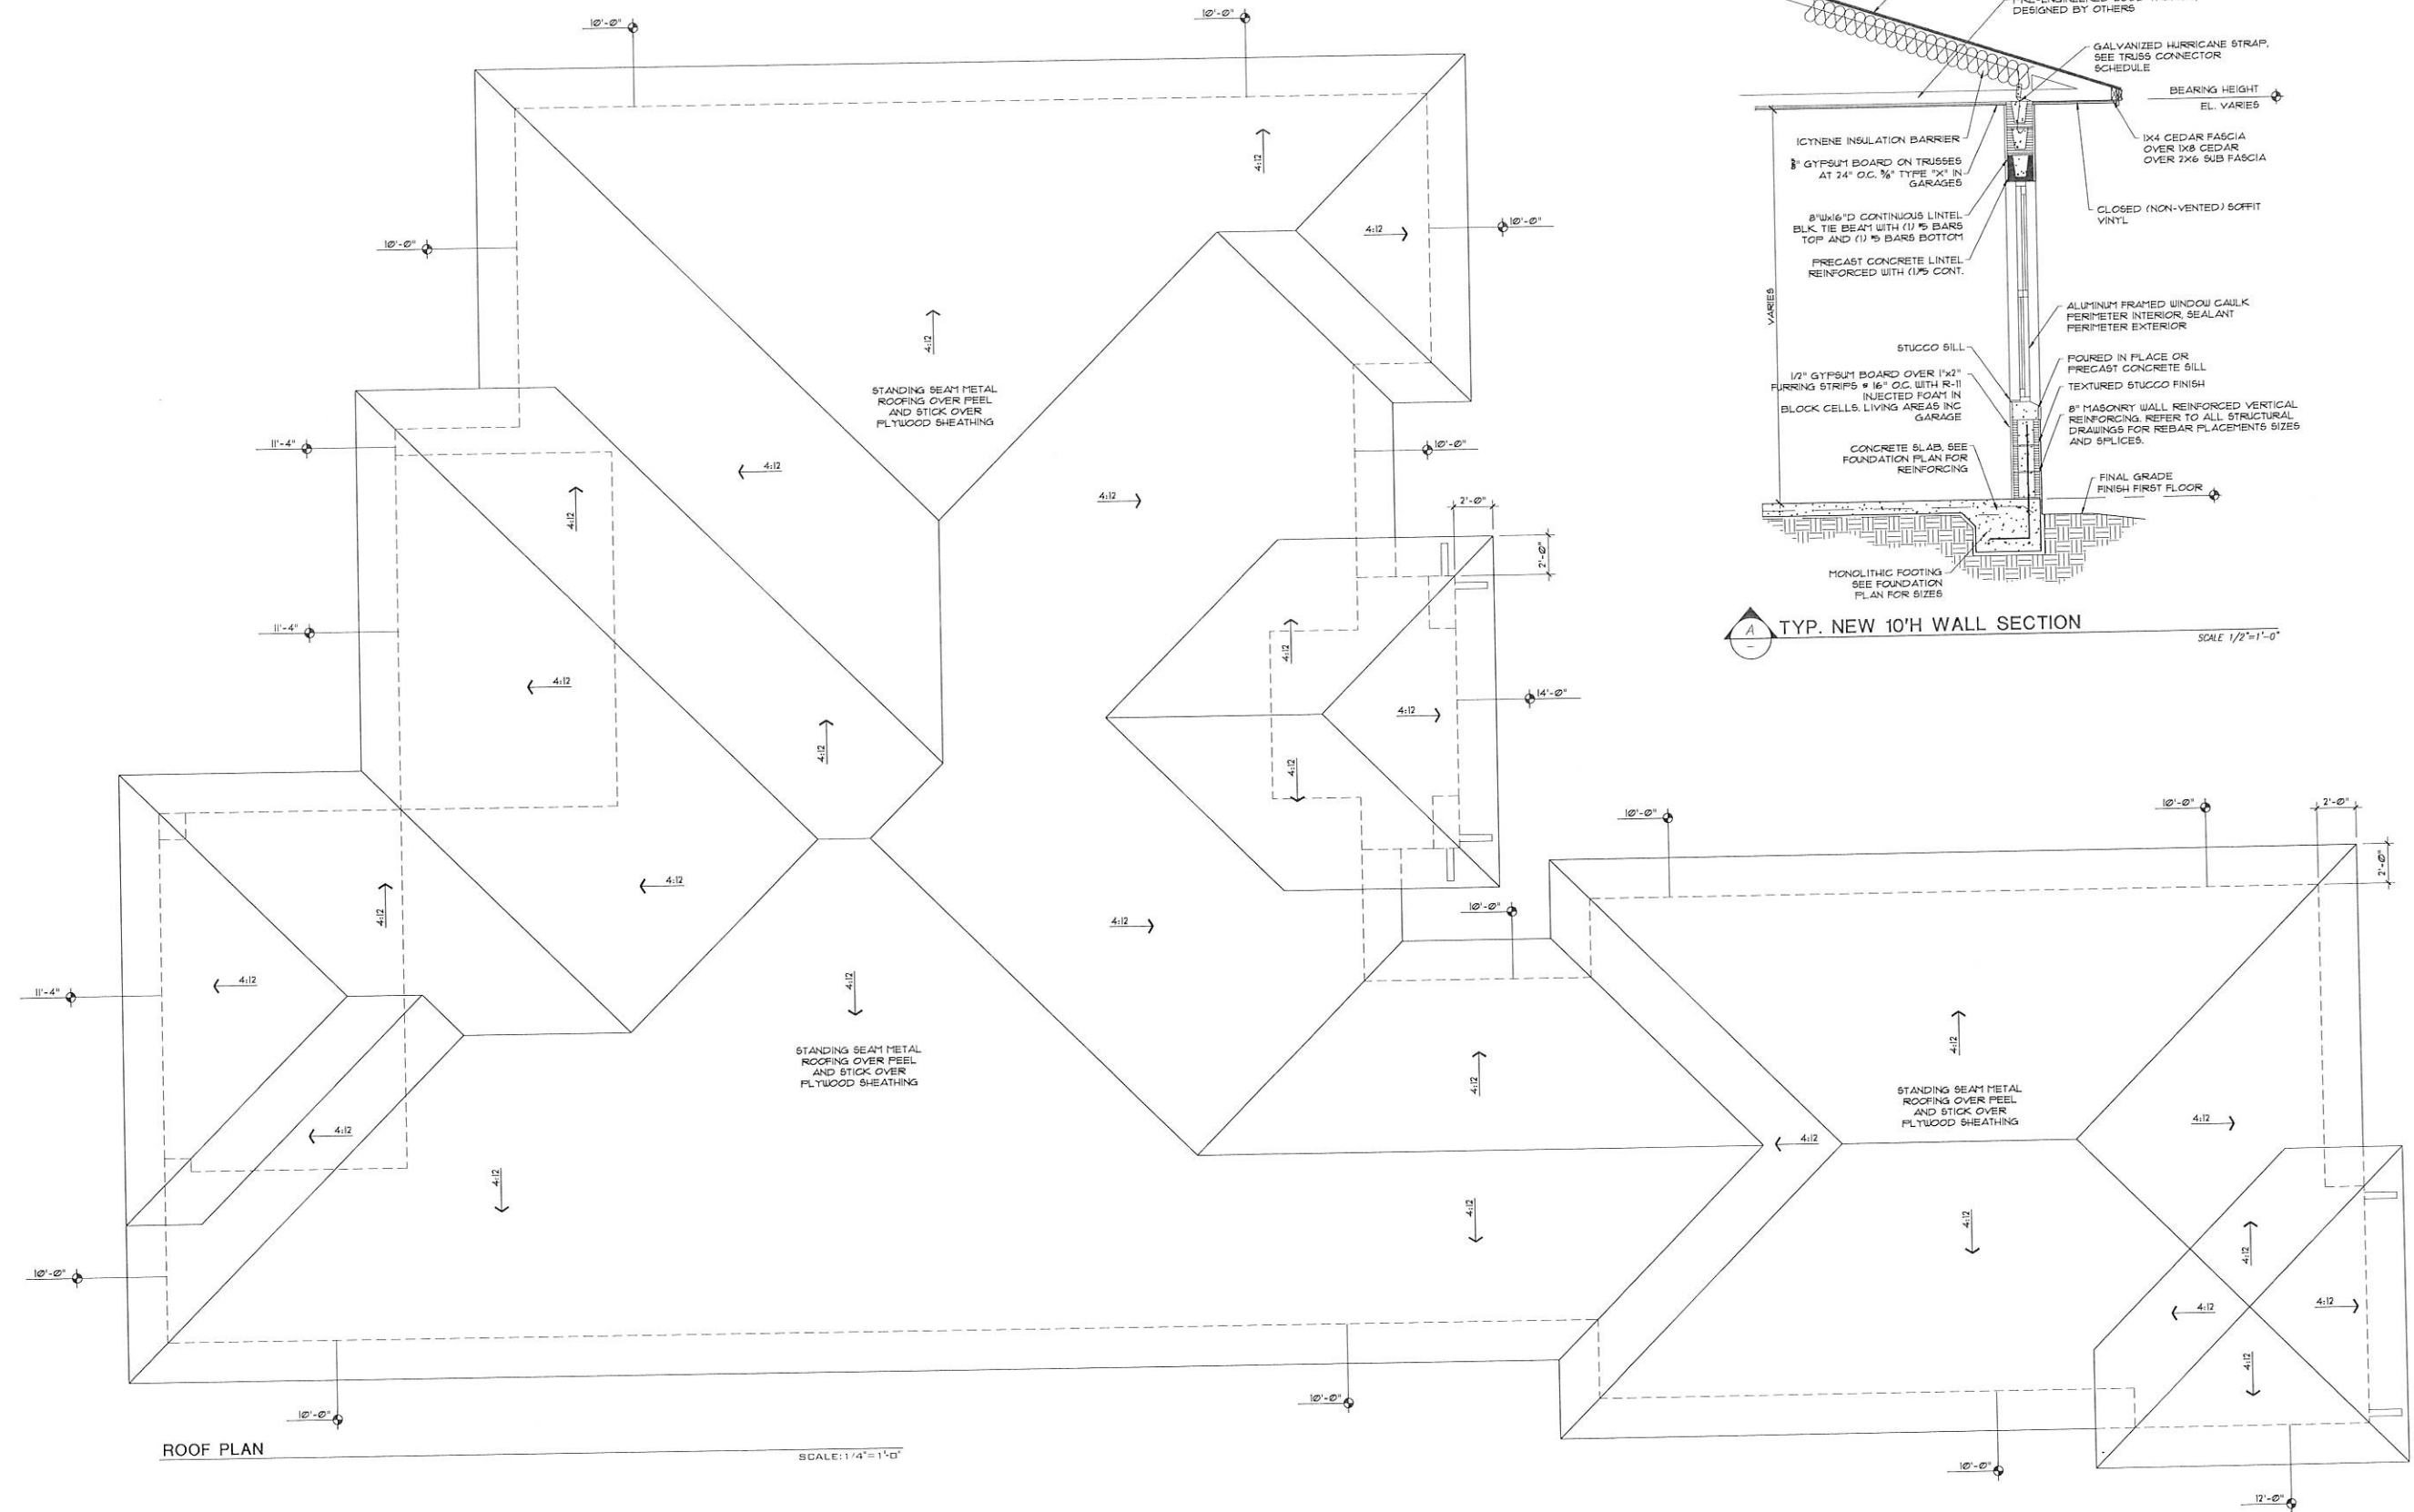 10'-0"
10'-0"
DESIGNED BY OTHERS
GALVANIZED HURRICANE STRAP,
SEE TRUSS CONNECTOR
SCHEDULE
BEARING HEIGHT
EL. VARIES
ICYNENE INSULATION BARRIER
1X4 CEDAR FASCIA
OVER 1X8 CEDAR
OVER 2X6 SUB FASCIA
GYPSUM BOARD ON TRUSSES
AT 24" O.C. ⅝" TYPE "X" IN
GARAGES
CLOSED (NON-VENTED) SOFFIT
VINYL
8"Wx16"D CONTINUOUS LINTEL
BLK. TIE BEAM WITH (1) #5 BARS
TOP AND (1) #5 BARS BOTTOM
PRECAST CONCRETE LINTEL
REINFORCED WITH (1)#5 CONT.
VARIES
ALUMINUM FRAMED WINDOW CAULK
PERIMETER INTERIOR, SEALANT
PERIMETER EXTERIOR
STUCCO SILL
POURED IN PLACE OR
PRECAST CONCRETE SILL
1/2" GYPSUM BOARD OVER 1"x2"
FURRING STRIPS @ 16" O.C. WITH R-11
INJECTED FOAM IN
BLOCK CELLS. LIVING AREAS INC
GARAGE
TEXTURED STUCCO FINISH
8" MASONRY WALL REINFORCED VERTICAL
REINFORCING. REFER TO ALL STRUCTURAL
DRAWINGS FOR REBAR PLACEMENTS SIZES
AND SPLICES.
CONCRETE SLAB, SEE
FOUNDATION PLAN FOR
REINFORCING
FINAL GRADE
FINISH FIRST FLOOR
MONOLITHIC FOOTING
SEE FOUNDATION
PLAN FOR SIZES
A
TYP. NEW 10'H WALL SECTION
SCALE 1/2"=1'-0"
4:12
10'-0"
4:12
10'-0"
4:12
STANDING SEAM METAL
ROOFING OVER PEEL
AND STICK OVER
PLYWOOD SHEATHING
11'-4"
4:12
4:12
4:12
10'-0"
2'-0"
2'-0"
11'-4"
4:12
4:12
4:12
4:12
14'-0"
4:12
10'-0"
10'-0"
2'-0"
2'-0"
4:12
4:12
4:12
10'-0"
11'-4"
4:12
4:12
STANDING SEAM METAL
ROOFING OVER PEEL
AND STICK OVER
PLYWOOD SHEATHING
4:12
4:12
STANDING SEAM METAL
ROOFING OVER PEEL
AND STICK OVER
PLYWOOD SHEATHING
4:12
4:12
4:12
4:12
4:12
4:12
4:12
10'-0"
4:12
4:12
4:12
10'-0"
10'-0"
10'-0"
12'-0"
ROOF PLAN
SCALE:1/4"=1'-0"